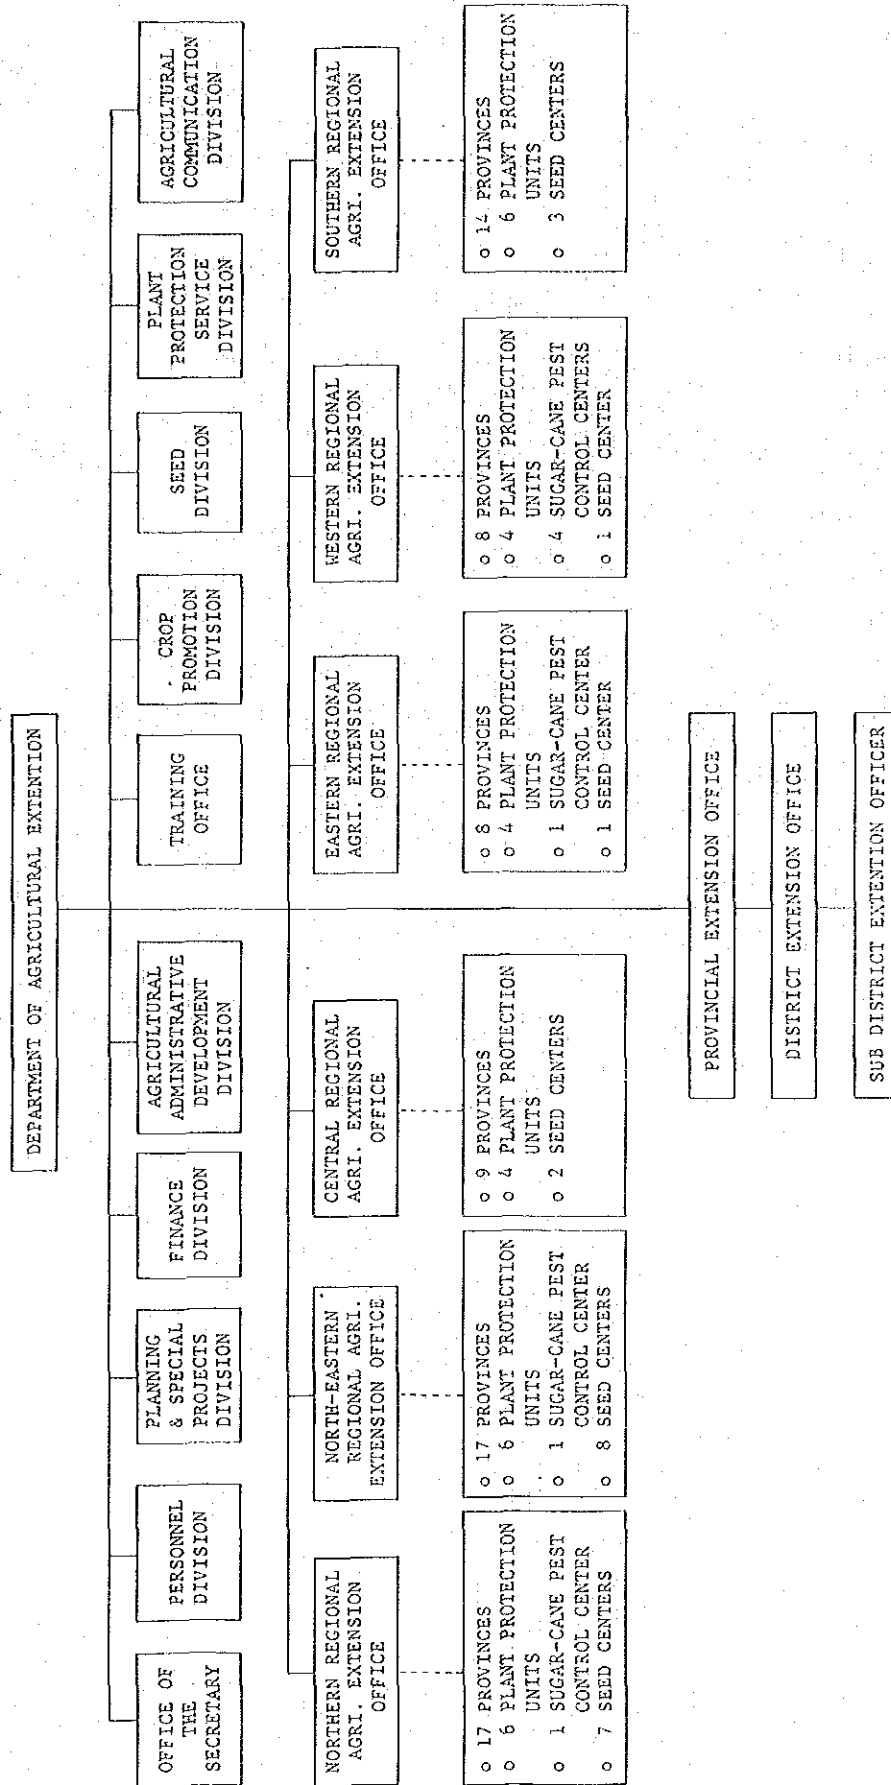 DEPARTMENT OF AGRICULTURAL EXTENTION
OFFICE OF
THE
SECRETARY
PERSONNEL
DIVISION
PLANNING
& SPECIAL
PROJECTS
DIVISION
FINANCE
DIVISION
AGRICULTURAL
ADMINISTRATIVE
DEVELOPMENT
DIVISION
TRAINING
OFFICE
CROP
PROMOTION
DIVISION
SEED
DIVISION
PLANT
PROTECTION
SERVICE
DIVISION
AGRICULTURAL
COMMUNICATION
DIVISION
NORTHERN REGIONAL
AGRI. EXTENSION
OFFICE
NORTH-EASTERN
REGIONAL AGRI.
EXTENSION OFFICE
CENTRAL REGIONAL
AGRI. EXTENSION
OFFICE
EASTERN REGIONAL
AGRI. EXTENSION
OFFICE
WESTERN REGIONAL
AGRI. EXTENSION
OFFICE
SOUTHERN REGIONAL
AGRI. EXTENSION
OFFICE
o 17 PROVINCES
o 6 PLANT PROTECTION
UNITS
o 1 SUGAR-CANE PEST
CONTROL CENTER
o 7 SEED CENTERS
o 17 PROVINCES
o 6 PLANT PROTECTION
UNITS
o 1 SUGAR-CANE PEST
CONTROL CENTER
o 8 SEED CENTERS
o 9 PROVINCES
o 4 PLANT PROTECTION
UNITS
o 2 SEED CENTERS
o 8 PROVINCES
o 4 PLANT PROTECTION
UNITS
o 1 SUGAR-CANE PEST
CONTROL CENTER
o 1 SEED CENTER
o 8 PROVINCES
o 4 PLANT PROTECTION
UNITS
o 4 SUGAR-CANE PEST
CONTROL CENTERS
o 1 SEED CENTER
o 14 PROVINCES
o 6 PLANT PROTECTION
UNITS
o 3 SEED CENTERS
PROVINCIAL EXTENSION OFFICE
DISTRICT EXTENSION OFFICE
SUB DISTRICT EXTENTION OFFICER